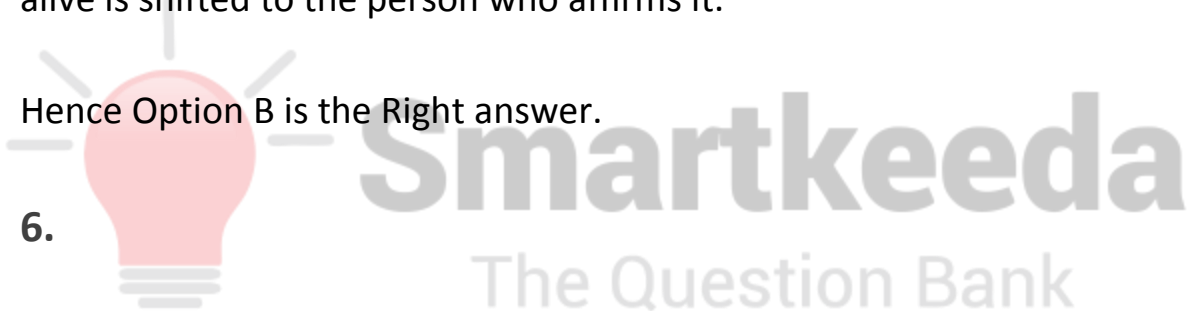 alive is shifted to the person who affirms it.
Hence Option B is the Right answer.
Smartkeeda
6.
The Question Bank